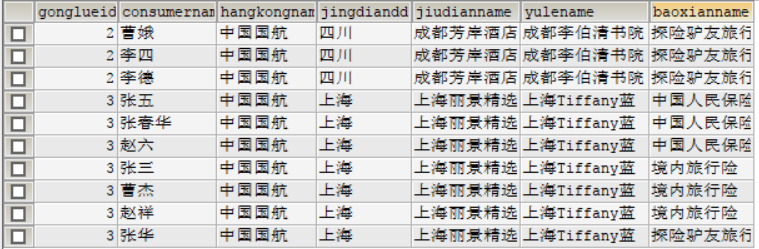 gonglueid consumernam hangkongnam jingdiandd jiudianname yulename baoxianname
2 曹娥 中国国航 四川 成都芳岸酒店 成都李伯清书院 探险驴友旅行
2 李四 中国国航 四川 成都芳岸酒店 成都李伯清书院 探险驴友旅行
2 李德 中国国航 四川 成都芳岸酒店 成都李伯清书院 探险驴友旅行
3 张五 中国国航 上海 上海丽景精选 上海Tiffany蓝 中国人民保险
3 张春华 中国国航 上海 上海丽景精选 上海Tiffany蓝 中国人民保险
3 赵六 中国国航 上海 上海丽景精选 上海Tiffany蓝 中国人民保险
3 张三 中国国航 上海 上海丽景精选 上海Tiffany蓝 境内旅行险
3 曹杰 中国国航 上海 上海丽景精选 上海Tiffany蓝 境内旅行险
3 赵祥 中国国航 上海 上海丽景精选 上海Tiffany蓝 境内旅行险
3 张华 中国国航 上海 上海丽景精选 上海Tiffany蓝 探险驴友旅行